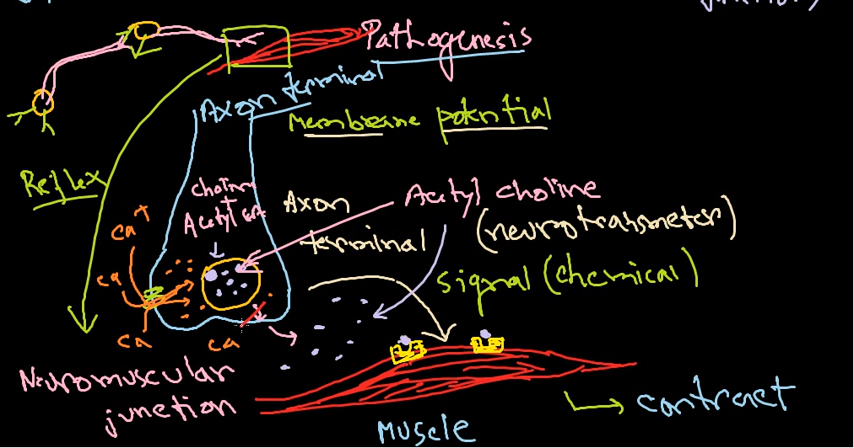 Pathogenesis
Axon terminal
Membrane potential
Reflex
choline
Acetyl
Axon
terminal
Acetyl choline
(neurotransmeter)
signal (chemical)
ca+
ca
ca
ca
Neuromuscular
junction
contract
Muscle